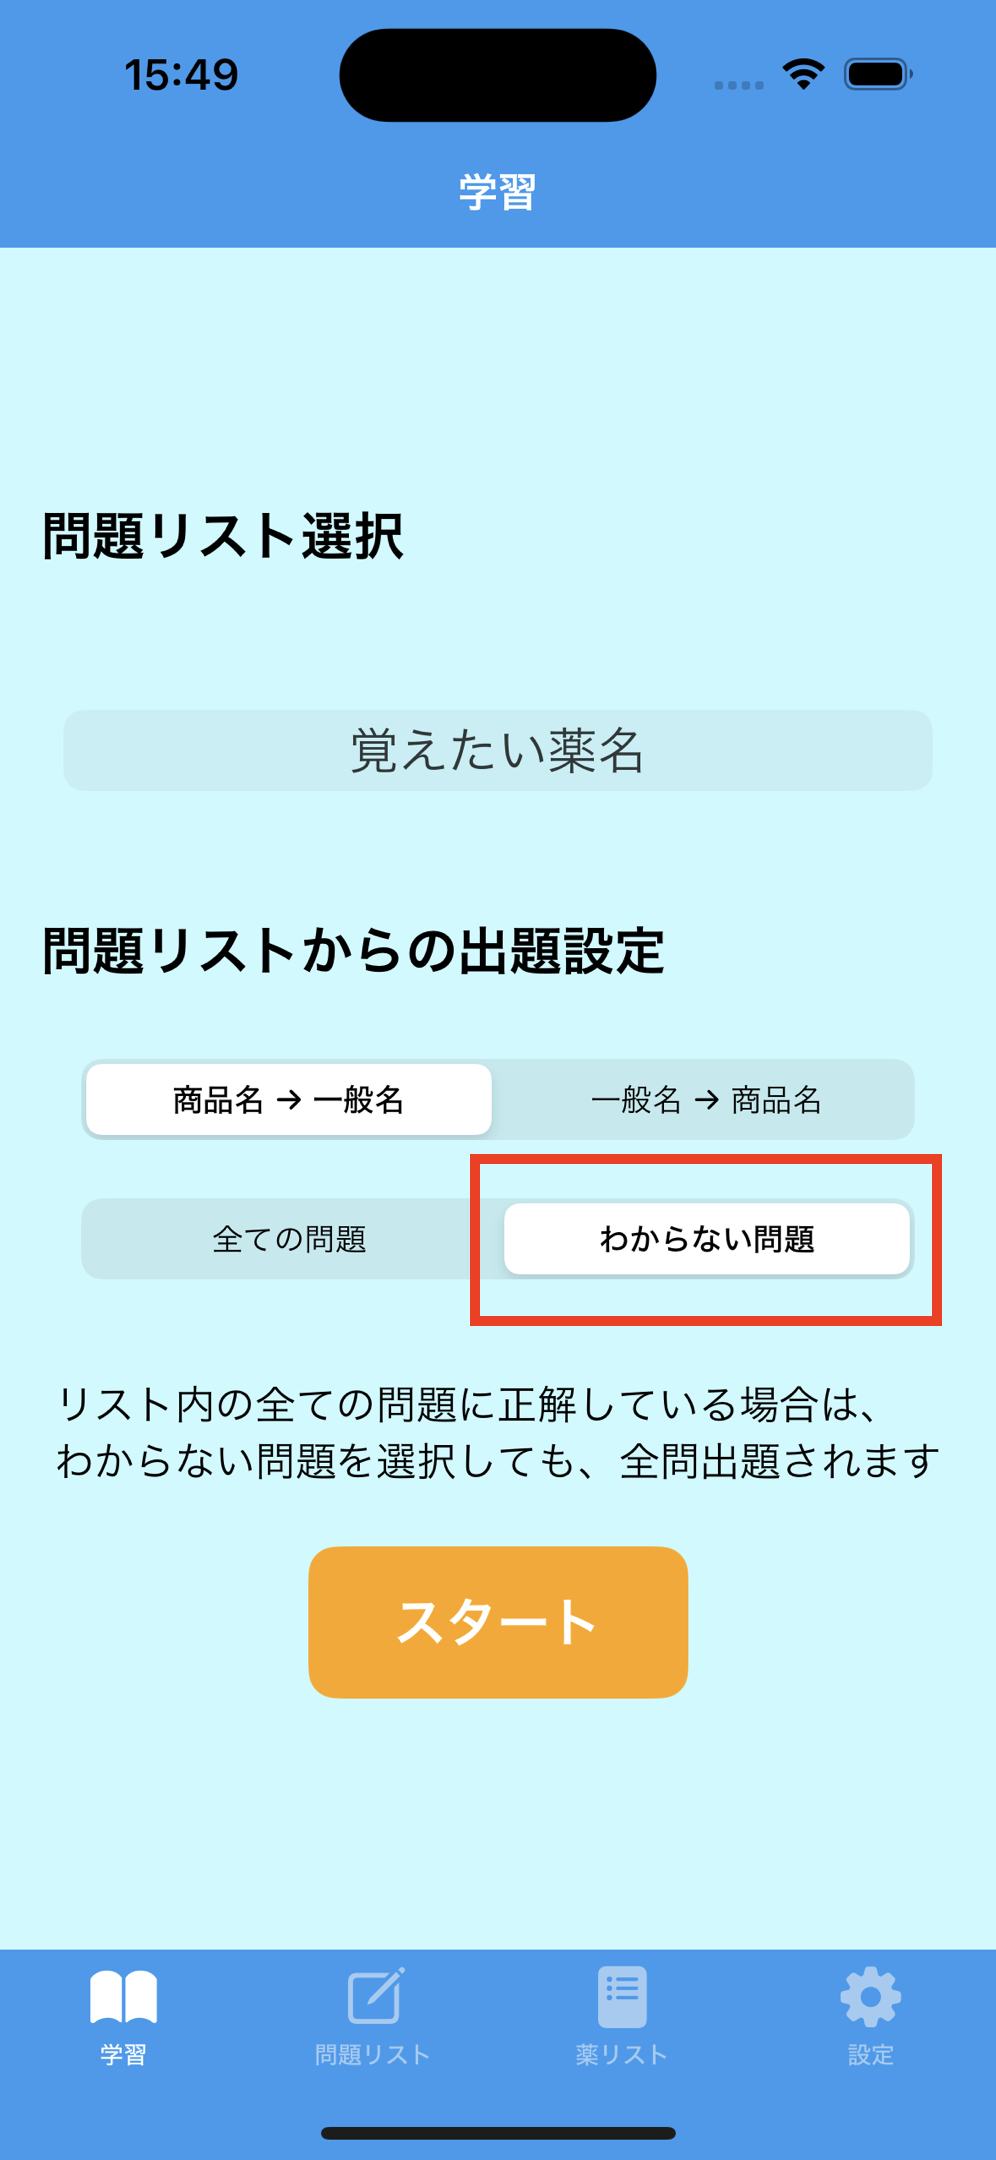 15:49
学習
問題リスト選択
覚えたい薬名
問題リストからの出題設定
商品名 → 一般名
一般名 → 商品名
全ての問題
わからない問題
リスト内の全ての問題に正解している場合は、
わからない問題を選択しても、全問出題されます
スタート
学習
問題リスト
薬リスト
設定